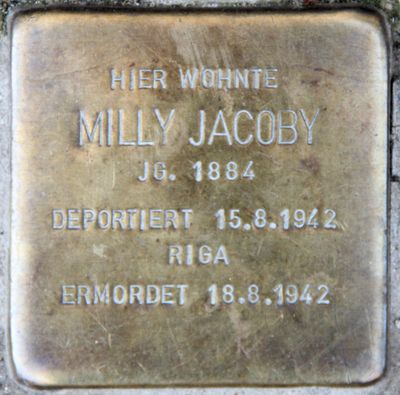 HIER WOHNTE
MILLY JACOBY
JG. 1884
DEPORTIERT 15.8.1942
RIGA
ERMORDET 18.8.1942